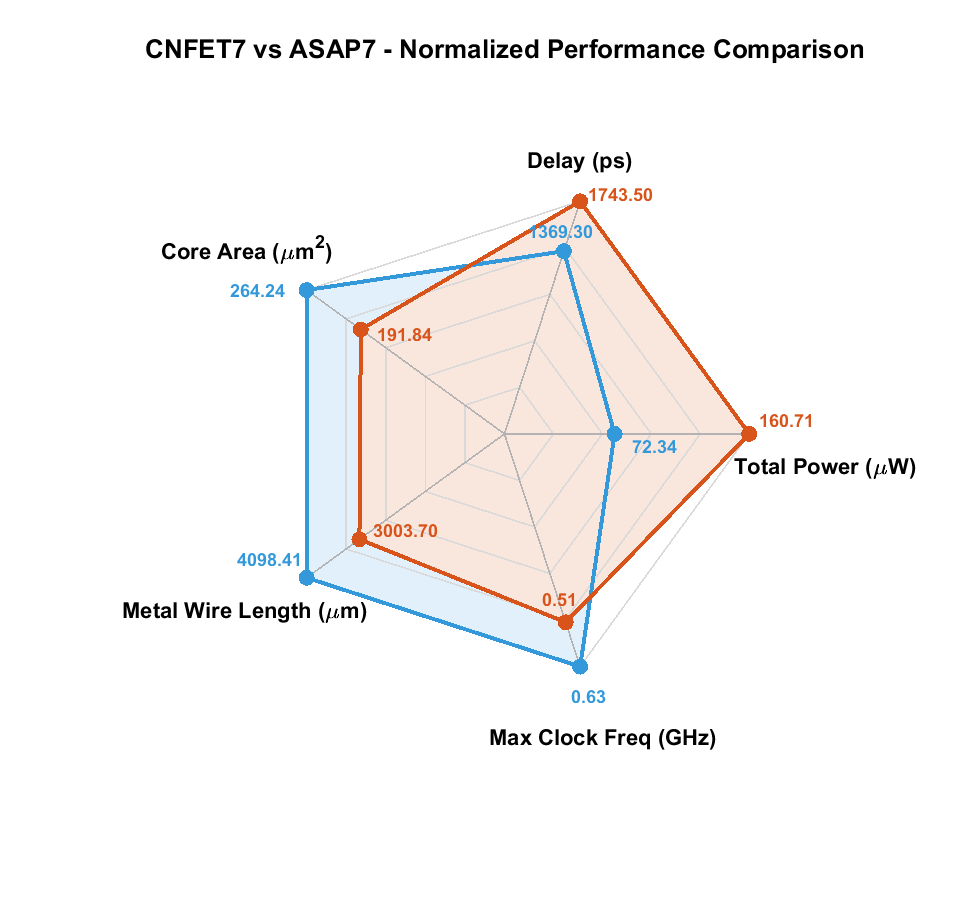 CNFET7 vs ASAP7 - Normalized Performance Comparison
Delay (ps)
1743.50
1369.30
Core Area (μm²)
264.24
191.84
160.71
72.34
Total Power (μW)
3003.70
4098.41
Metal Wire Length (μm)
0.51
0.63
Max Clock Freq (GHz)